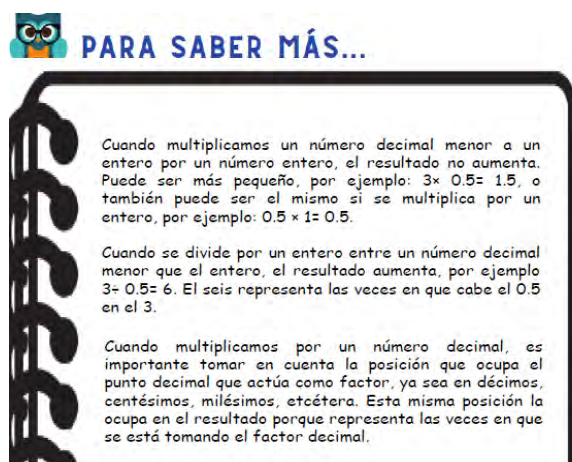 PARA SABER MÁS...
Cuando multiplicamos un número decimal menor a un
entero por un número entero, el resultado no aumenta.
Puede ser más pequeño, por ejemplo: 3× 0.5= 1.5, o
también puede ser el mismo si se multiplica por un
entero, por ejemplo: 0.5 × 1= 0.5.
Cuando se divide por un entero entre un número decimal
menor que el entero, el resultado aumenta, por ejemplo
3÷ 0.5= 6. El seis representa las veces en que cabe el 0.5
en el 3.
Cuando multiplicamos por un número decimal, es
importante tomar en cuenta la posición que ocupa el
punto decimal que actúa como factor, ya sea en décimos,
centésimos, milésimos, etcétera. Esta misma posición la
ocupa en el resultado porque representa las veces en que
se está tomando el factor decimal.